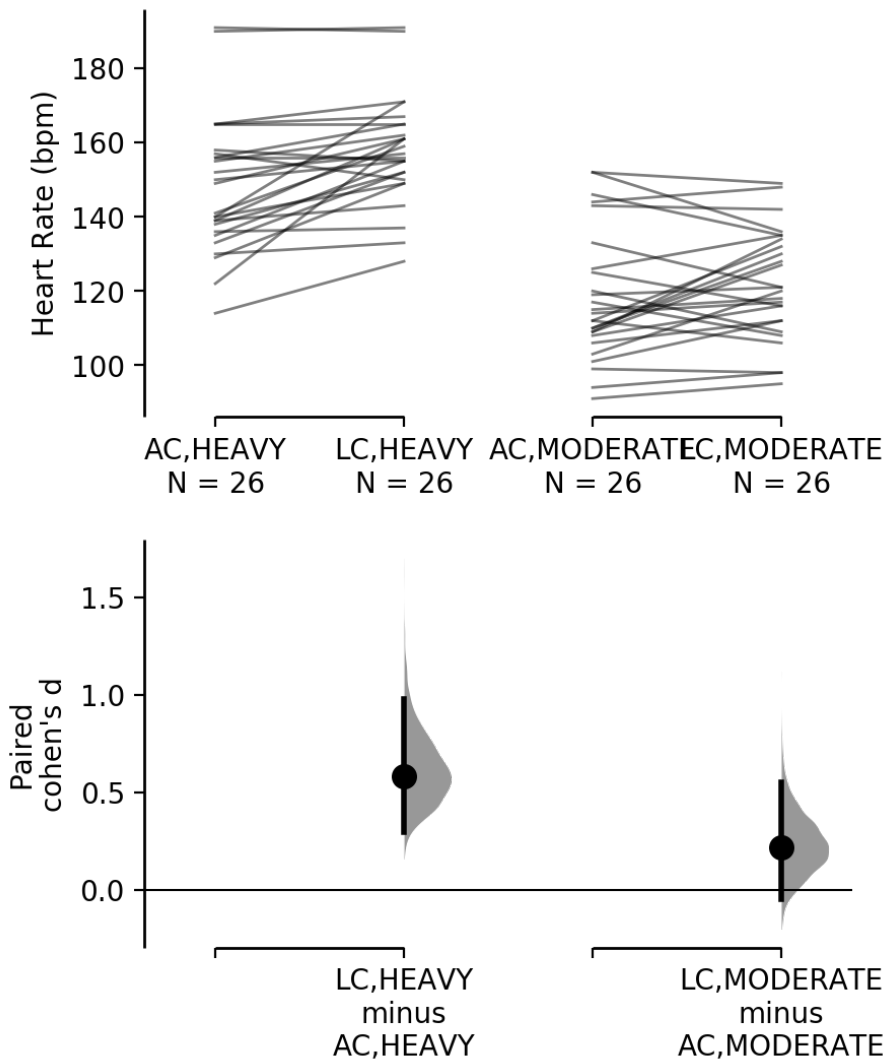 Heart Rate (bpm)
180
160
140
120
100
AC,HEAVY
N = 26
LC,HEAVY
N = 26
AC,MODERATE
N = 26
LC,MODERATE
N = 26
Paired
cohen's d
1.5
1.0
0.5
0.0
LC,HEAVY
minus
AC,HEAVY
LC,MODERATE
minus
AC,MODERATE